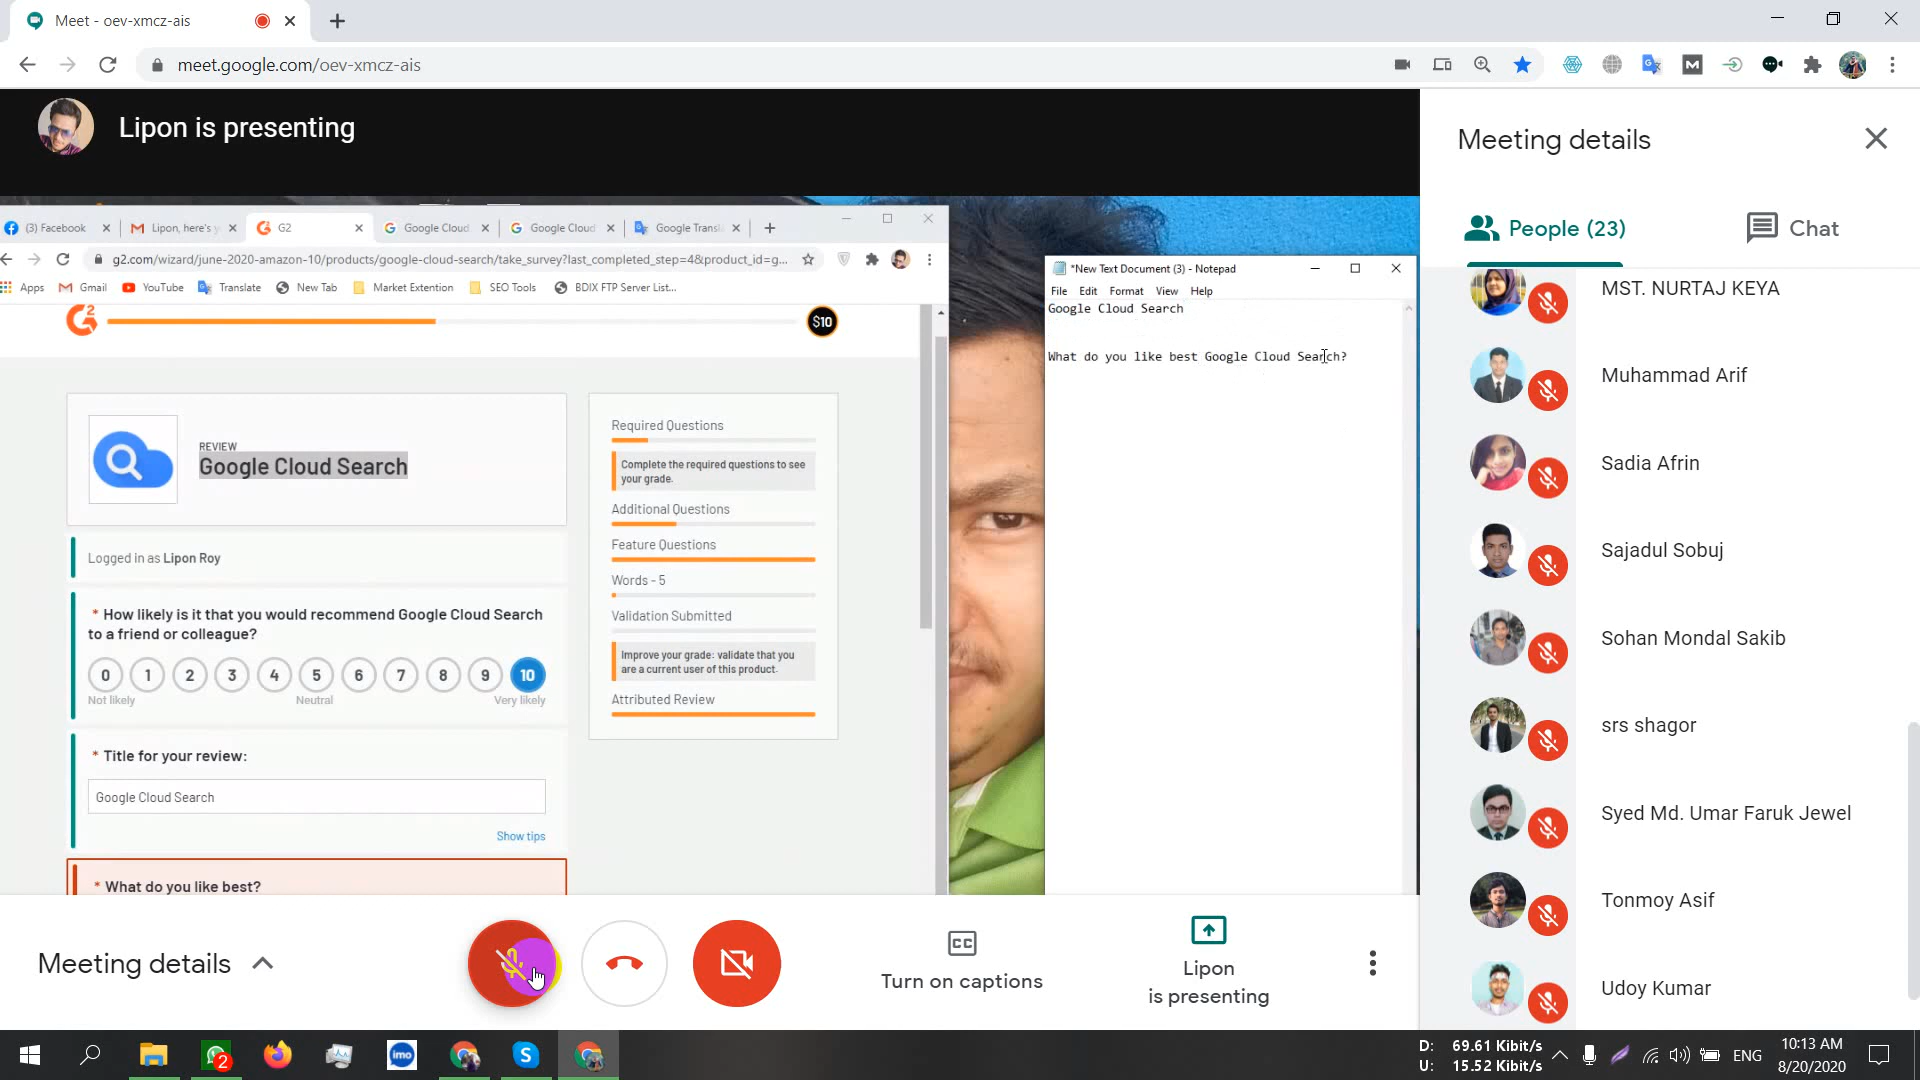 Meet - oev-xmcz-ais
meet.google.com/oev-xmcz-ais
Lipon is presenting
(3) Facebook
Lipon, here's y
G2
Google Cloud
Google Cloud
Google Transl
g2.com/wizard/june-2020-amazon-10/products/google-cloud-search/take_survey?last_completed_step=4&product_id=g...
Apps
Gmail
YouTube
Translate
New Tab
Market Extention
SEO Tools
BDIX FTP Server List...
$10
REVIEW
Google Cloud Search
Logged in as Lipon Roy
* How likely is it that you would recommend Google Cloud Search
to a friend or colleague?
0 1 2 3 4 5 6 7 8 9 10
Not likely Neutral Very likely
* Title for your review:
Google Cloud Search
Show tips
* What do you like best?
Required Questions
Complete the required questions to see
your grade.
Additional Questions
Feature Questions
Words - 5
Validation Submitted
Improve your grade: validate that you
are a current user of this product.
Attributed Review
*New Text Document (3) - Notepad
File Edit Format View Help
Google Cloud Search
What do you like best Google Cloud Search?
Meeting details
People (23)
Chat
MST. NURTAJ KEYA
Muhammad Arif
Sadia Afrin
Sajadul Sobuj
Sohan Mondal Sakib
srs shagor
Syed Md. Umar Faruk Jewel
Tonmoy Asif
Udoy Kumar
Meeting details
CC
Turn on captions
Lipon
is presenting
2
imo
D: 69.61 Kibit/s
U: 15.52 Kibit/s
ENG
10:13 AM
8/20/2020